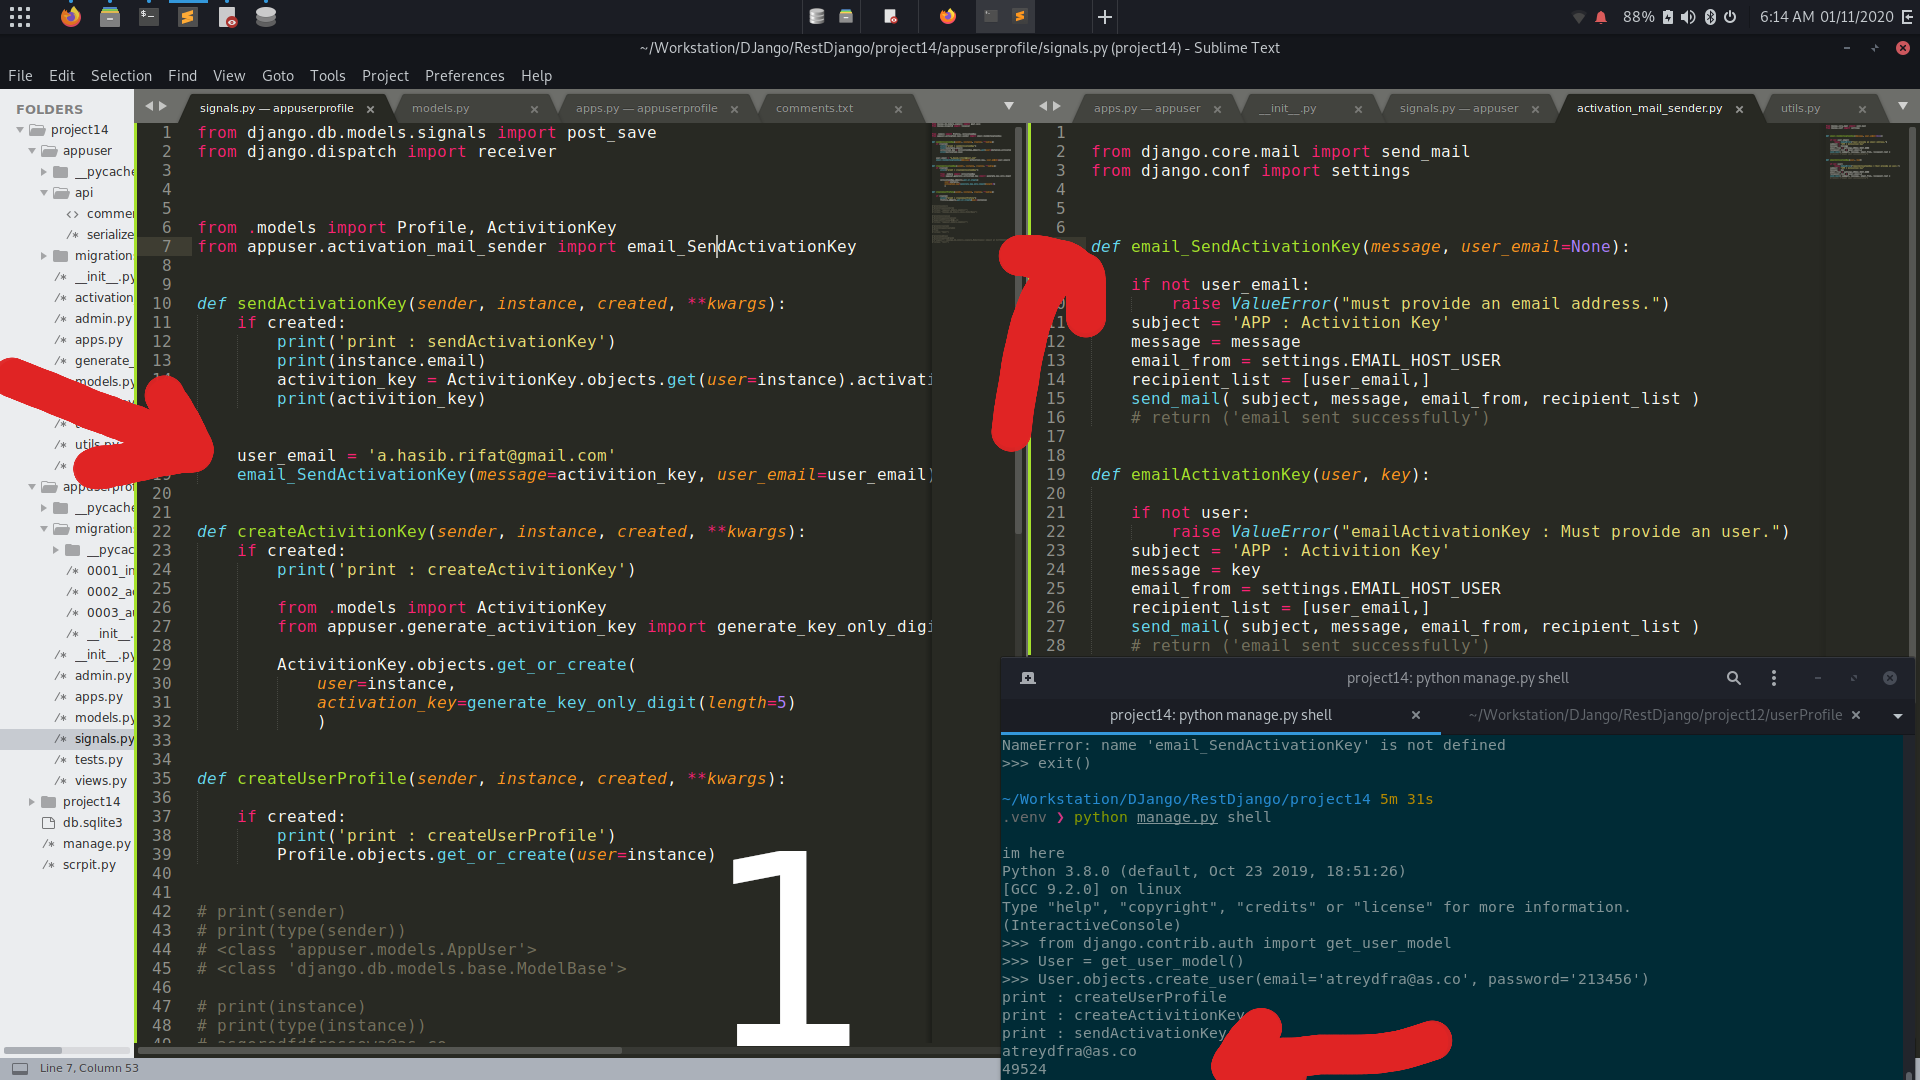 88%
6:14 AM 01/11/2020
~/Workstation/DJango/RestDjango/project14/appuserprofile/signals.py (project14) - Sublime Text
File Edit Selection Find View Goto Tools Project Preferences Help
FOLDERS
project14
appuser
__pycache
api
comme
serialize
migration
__init__.py
activation
admin.py
apps.py
generate_
models.py
utils.py
appuserprof
__pycache
migration
__pycac
0001_in
0002_a
0003_a
__init__.
__init__.py
admin.py
apps.py
models.py
signals.py
tests.py
views.py
project14
db.sqlite3
manage.py
scrpit.py
signals.py — appuserprofile
models.py
apps.py — appuserprofile
comments.txt
1 from django.db.models.signals import post_save
2 from django.dispatch import receiver
3
4
5
6 from .models import Profile, ActivitionKey
7 from appuser.activation_mail_sender import email_SendActivationKey
8
9
10 def sendActivationKey(sender, instance, created, **kwargs):
11 if created:
12 print('print : sendActivationKey')
13 print(instance.email)
14 activition_key = ActivitionKey.objects.get(user=instance).activati
print(activition_key)
user_email = 'a.hasib.rifat@gmail.com'
19 email_SendActivationKey(message=activition_key, user_email=user_email)
20
21
22 def createActivitionKey(sender, instance, created, **kwargs):
23 if created:
24 print('print : createActivitionKey')
25
26 from .models import ActivitionKey
27 from appuser.generate_activition_key import generate_key_only_digi
28
29 ActivitionKey.objects.get_or_create(
30 user=instance,
31 activation_key=generate_key_only_digit(length=5)
32 )
33
34
35 def createUserProfile(sender, instance, created, **kwargs):
36
37 if created:
38 print('print : createUserProfile')
39 Profile.objects.get_or_create(user=instance)
40
41
42 # print(sender)
43 # print(type(sender))
44 # <class 'appuser.models.AppUser'>
45 # <class 'django.db.models.base.ModelBase'>
46
47 # print(instance)
48 # print(type(instance))
1
Line 7, Column 53
apps.py — appuser
__init__.py
signals.py — appuser
activation_mail_sender.py
utils.py
1
2 from django.core.mail import send_mail
3 from django.conf import settings
4
5
6
def email_SendActivationKey(message, user_email=None):
if not user_email:
raise ValueError("must provide an email address.")
11 subject = 'APP : Activition Key'
12 message = message
13 email_from = settings.EMAIL_HOST_USER
14 recipient_list = [user_email,]
15 send_mail( subject, message, email_from, recipient_list )
16 # return ('email sent successfully')
17
18
19 def emailActivationKey(user, key):
20
21 if not user:
22 raise ValueError("emailActivationKey : Must provide an user.")
23 subject = 'APP : Activition Key'
24 message = key
25 email_from = settings.EMAIL_HOST_USER
26 recipient_list = [user_email,]
27 send_mail( subject, message, email_from, recipient_list )
28 # return ('email sent successfully')
project14: python manage.py shell
project14: python manage.py shell
~/Workstation/DJango/RestDjango/project12/userProfile
NameError: name 'email_SendActivationKey' is not defined
>>> exit()
~/Workstation/DJango/RestDjango/project14 5m 31s
.venv ❯ python manage.py shell
im here
Python 3.8.0 (default, Oct 23 2019, 18:51:26)
[GCC 9.2.0] on linux
Type "help", "copyright", "credits" or "license" for more information.
(InteractiveConsole)
>>> from django.contrib.auth import get_user_model
>>> User = get_user_model()
>>> User.objects.create_user(email='atreydfra@as.co', password='213456')
print : createUserProfile
print : createActivitionKey
print : sendActivationKey
atreydfra@as.co
49524